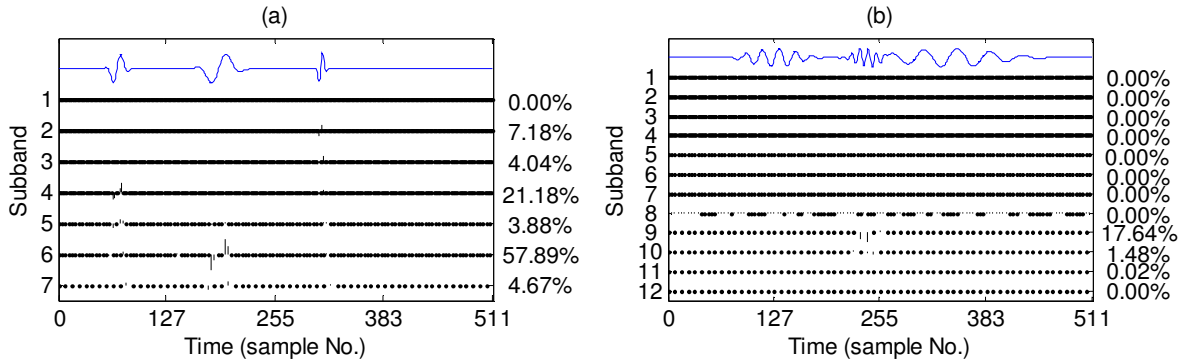 (a)
Subband
1 0.00%
2 7.18%
3 4.04%
4 21.18%
5 3.88%
6 57.89%
7 4.67%
0 127 255 383 511
Time (sample No.)
(b)
Subband
1 0.00%
2 0.00%
3 0.00%
4 0.00%
5 0.00%
6 0.00%
7 0.00%
8 0.00%
9 17.64%
10 1.48%
11 0.02%
12 0.00%
0 127 255 383 511
Time (sample No.)